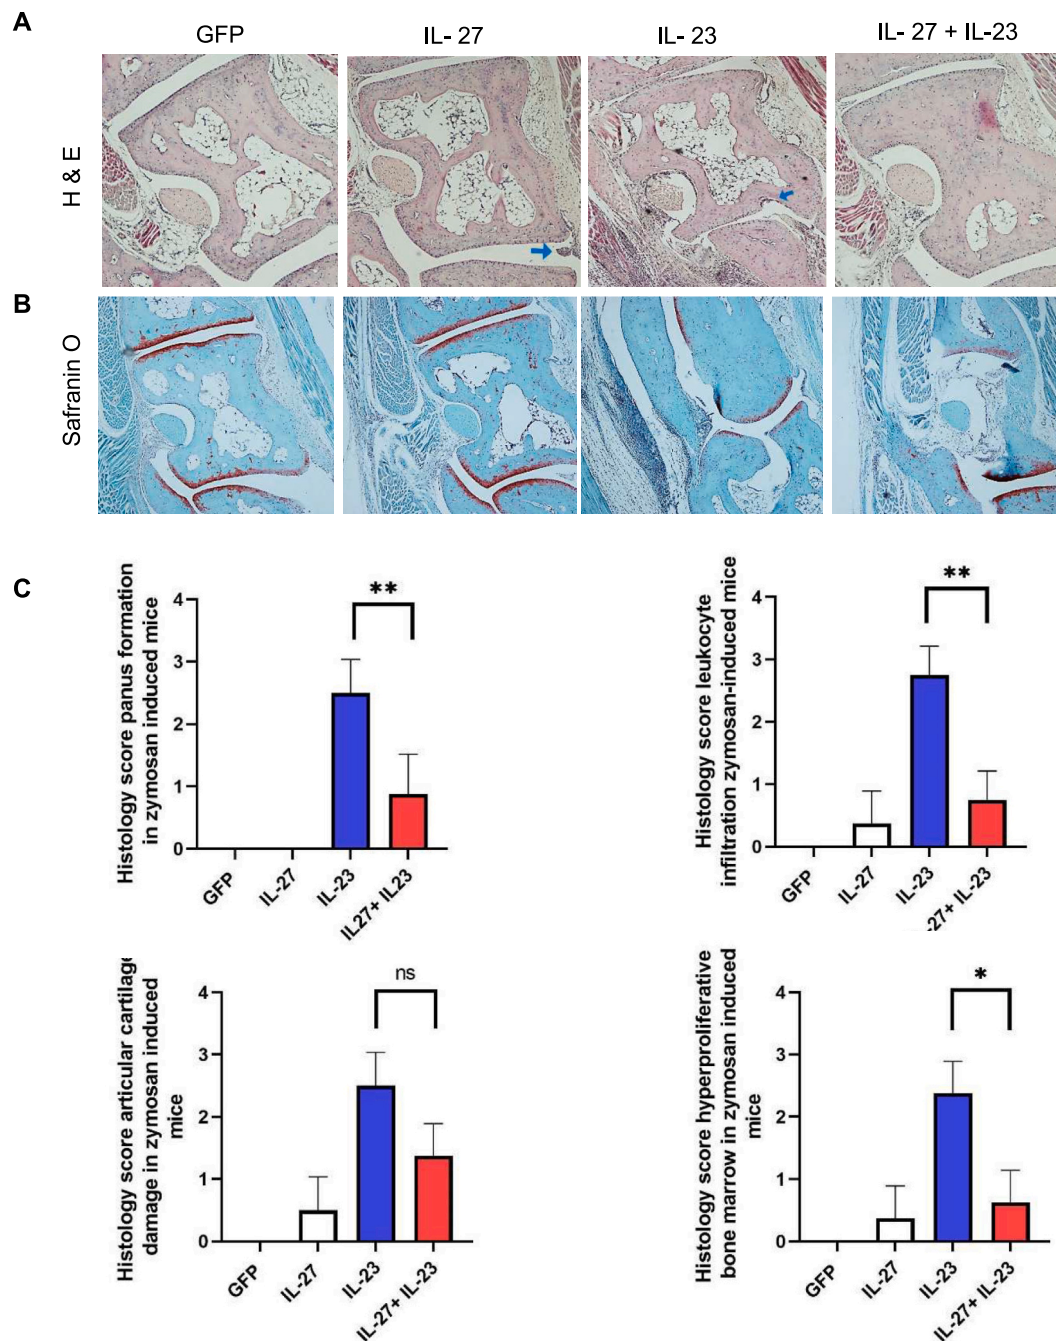 A
GFP
IL- 27
IL- 23
IL- 27 + IL-23
H & E
B
Safranin O
C
Histology score panus formation
in zymosan induced mice
4
3
2
1
0
**
GFP
IL-27
IL-23
IL27+ IL23
Histology score leukocyte
infiltration zymosan-induced mice
4
3
2
1
0
**
GFP
IL-27
IL-23
-27+ IL-23
Histology score articular cartilage
damage in zymosan induced
mice
4
3
2
1
0
ns
GFP
IL-27
IL-23
IL-27+ IL-23
Histology score hyperproliferative
bone marrow in zymosan induced
mice
4
3
2
1
0
*
GFP
IL-27
IL-23
IL-27+ IL-23